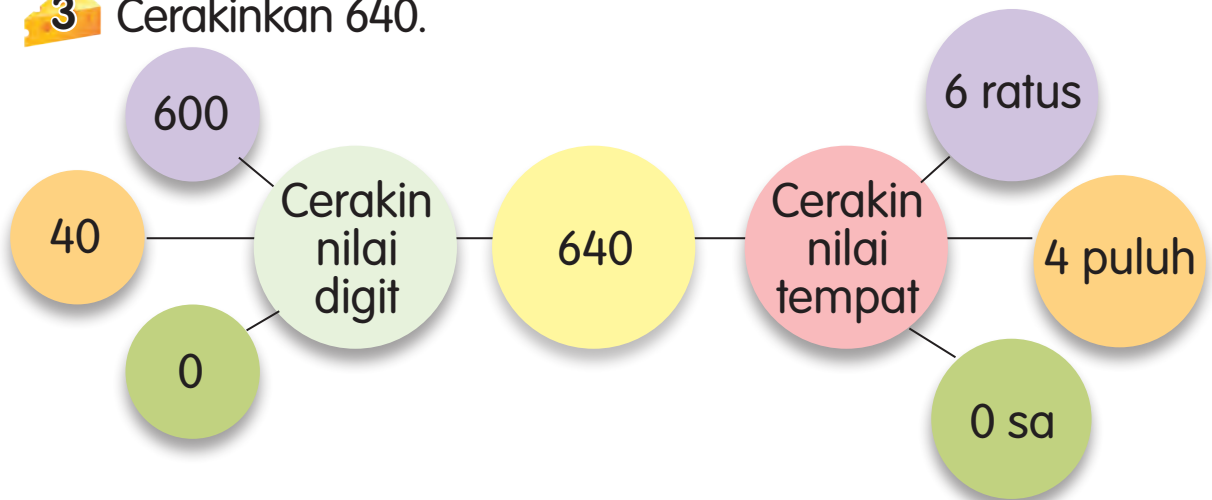 3 Cerakinkan 640.
600
40
0
Cerakin
nilai
digit
640
Cerakin
nilai
tempat
6 ratus
4 puluh
0 sa